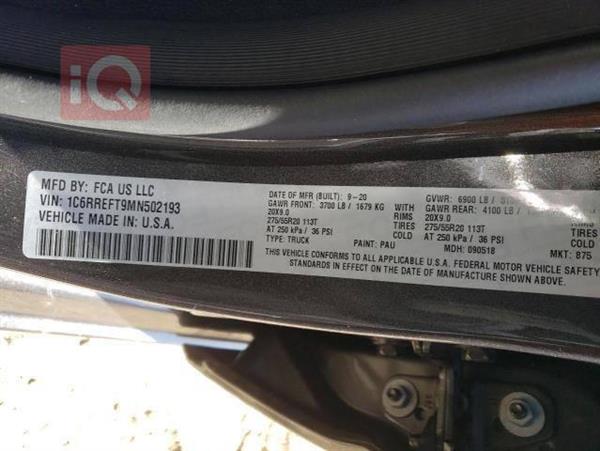 iQ
MFD BY: FCA US LLC
VIN: 1C6RREFT9MN502193
VEHICLE MADE IN U.S.A.
DATE OF MFR (BUILT): 9-20
GAWR FRONT: 3700 LB / 1679 KG WITH
20X9.0 RIMS
275/55R20 113T TIRES
AT 250 kPa / 36 PSI COLD
TYPE: TRUCK PAINT: PAU
GVWR: 6900 LB /
GAWR REAR: 4100 LB / WITH
20X9.0 RIMS
275/55R20 113T TIRES
AT 250 kPa / 36 PSI COLD
MDH: 090518 MKT: 875
THIS VEHICLE CONFORMS TO ALL APPLICABLE U.S.A. FEDERAL MOTOR VEHICLE SAFETY
STANDARDS IN EFFECT ON THE DATE OF MANUFACTURE SHOWN ABOVE.